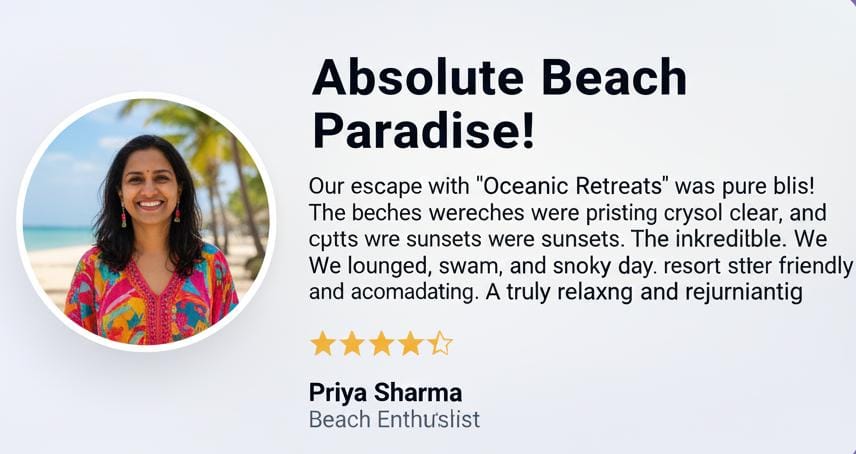 Absolute Beach
Paradise!
Our escape with "Oceanic Retreats" was pure blis!
The beches wereches were pristing crysol clear, and
cptts wre sunsets were sunsets. The inkredilble. We
We lounged, swam, and snoky day. resort stter friendly
and acomadating. A truly relaxng and rejurniantig
Priya Sharma
Beach Enthuslist